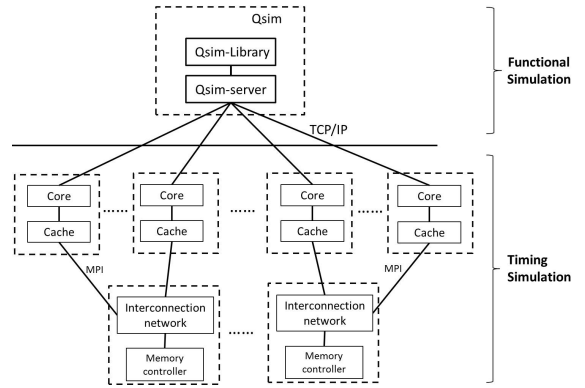 Qsim
Qsim-Library
Qsim-server
Functional
Simulation
TCP/IP
Core
Core
Core
Core
......
......
......
Cache
Cache
Cache
Cache
Timing
Simulation
MPI
MPI
Interconnection
network
Interconnection
network
......
Memory
controller
Memory
controller